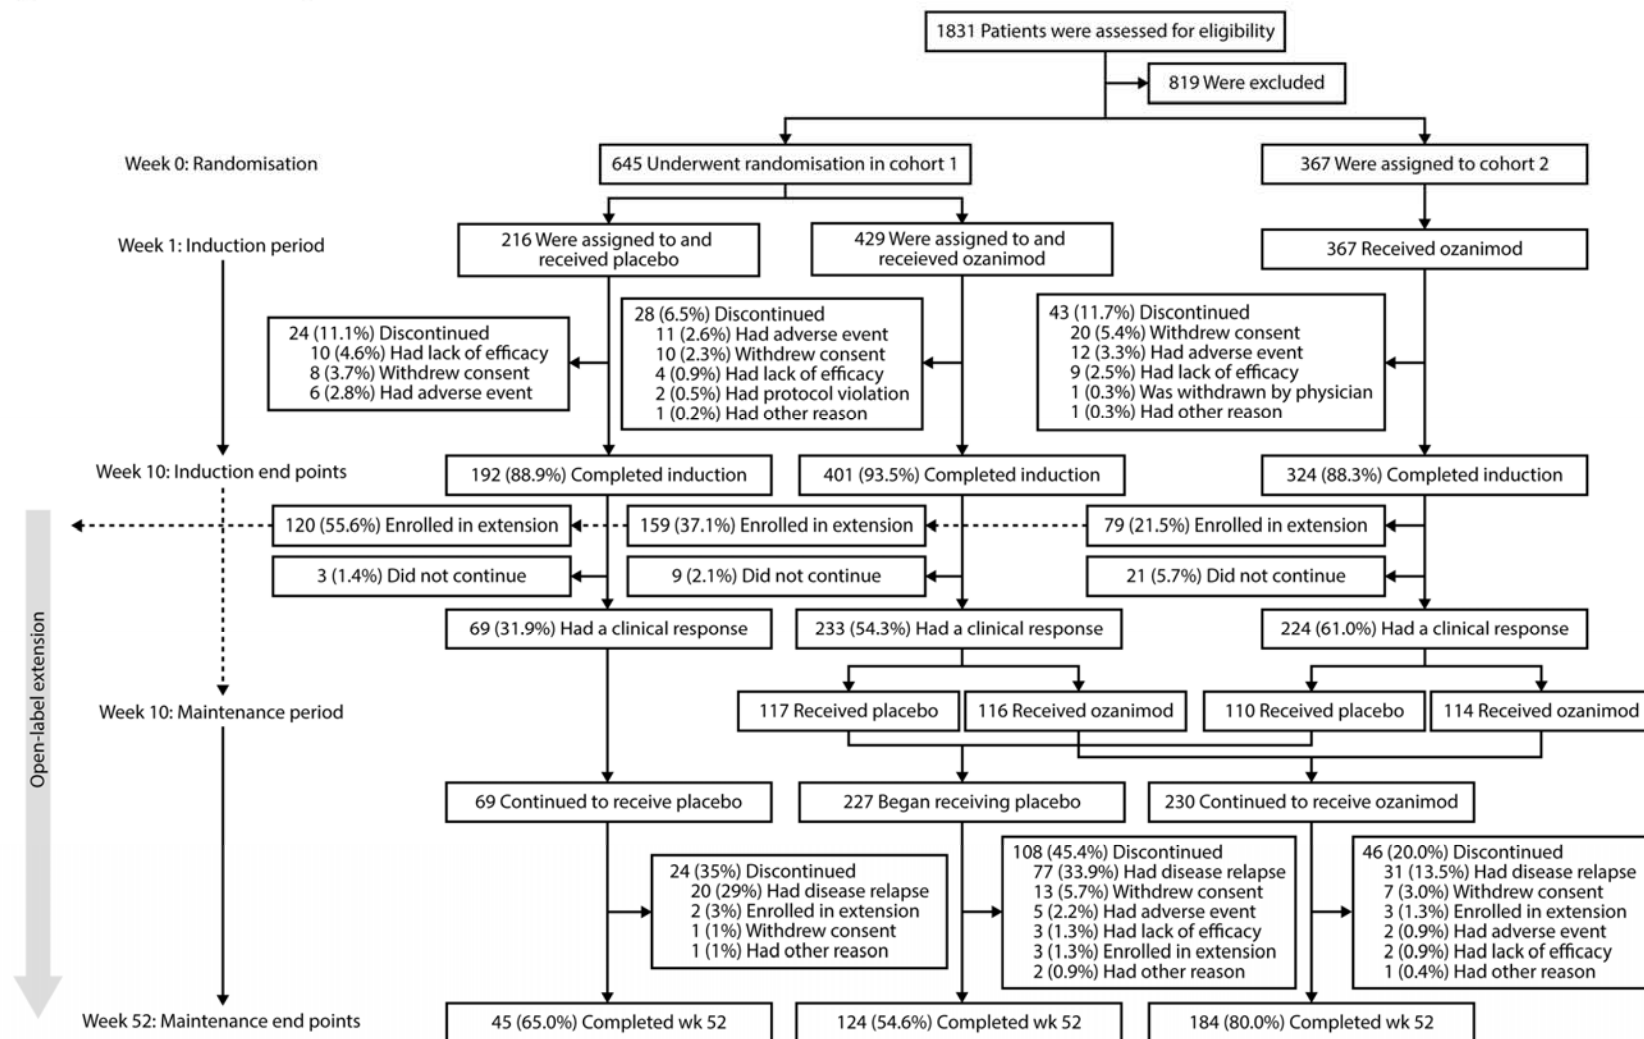 1831 Patients were assessed for eligibility
819 Were excluded
Week 0: Randomisation
645 Underwent randomisation in cohort 1
367 Were assigned to cohort 2
Week 1: Induction period
216 Were assigned to and
received placebo
429 Were assigned to and
receieved ozanimod
367 Received ozanimod
24 (11.1%) Discontinued
10 (4.6%) Had lack of efficacy
8 (3.7%) Withdrew consent
6 (2.8%) Had adverse event
28 (6.5%) Discontinued
11 (2.6%) Had adverse event
10 (2.3%) Withdrew consent
4 (0.9%) Had lack of efficacy
2 (0.5%) Had protocol violation
1 (0.2%) Had other reason
43 (11.7%) Discontinued
20 (5.4%) Withdrew consent
12 (3.3%) Had adverse event
9 (2.5%) Had lack of efficacy
1 (0.3%) Was withdrawn by physician
1 (0.3%) Had other reason
Week 10: Induction end points
192 (88.9%) Completed induction
401 (93.5%) Completed induction
324 (88.3%) Completed induction
120 (55.6%) Enrolled in extension
159 (37.1%) Enrolled in extension
79 (21.5%) Enrolled in extension
3 (1.4%) Did not continue
9 (2.1%) Did not continue
21 (5.7%) Did not continue
69 (31.9%) Had a clinical response
233 (54.3%) Had a clinical response
224 (61.0%) Had a clinical response
Open-label extension
Week 10: Maintenance period
117 Received placebo
116 Received ozanimod
110 Received placebo
114 Received ozanimod
69 Continued to receive placebo
227 Began receiving placebo
230 Continued to receive ozanimod
24 (35%) Discontinued
20 (29%) Had disease relapse
2 (3%) Enrolled in extension
1 (1%) Withdrew consent
1 (1%) Had other reason
108 (45.4%) Discontinued
77 (33.9%) Had disease relapse
13 (5.7%) Withdrew consent
5 (2.2%) Had adverse event
3 (1.3%) Had lack of efficacy
3 (1.3%) Enrolled in extension
2 (0.9%) Had other reason
46 (20.0%) Discontinued
31 (13.5%) Had disease relapse
7 (3.0%) Withdrew consent
3 (1.3%) Enrolled in extension
2 (0.9%) Had adverse event
2 (0.9%) Had lack of efficacy
1 (0.4%) Had other reason
Week 52: Maintenance end points
45 (65.0%) Completed wk 52
124 (54.6%) Completed wk 52
184 (80.0%) Completed wk 52